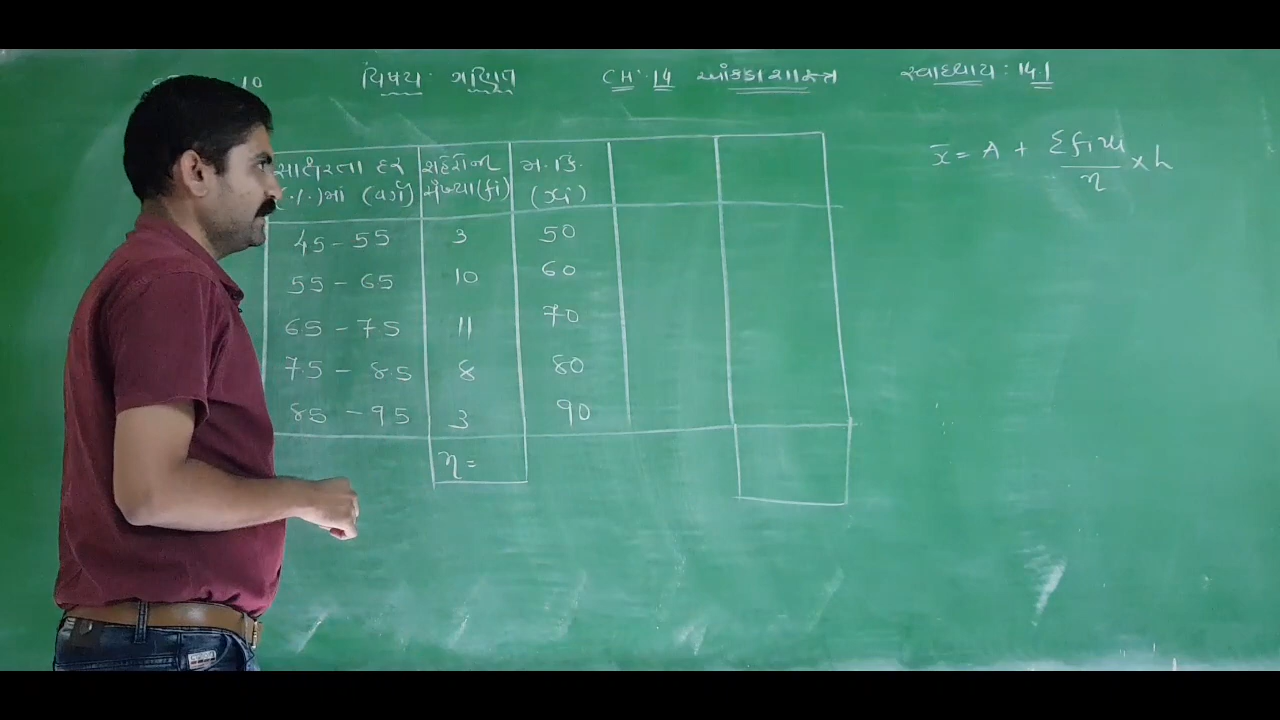 10 વિષય : ગણિત CH : 14 આંકડાશાસ્ત્ર સ્વાધ્યાય : 14.1
x̄ = A + Σfiui / n × h
સાક્ષરતા દર શહેરોની મ.કિં.
(%)માં (વર્ગ) સંખ્યા(fi) (xi)
45 - 55 3 50
55 - 65 10 60
65 - 75 11 70
75 - 85 8 80
85 - 95 3 90
n =